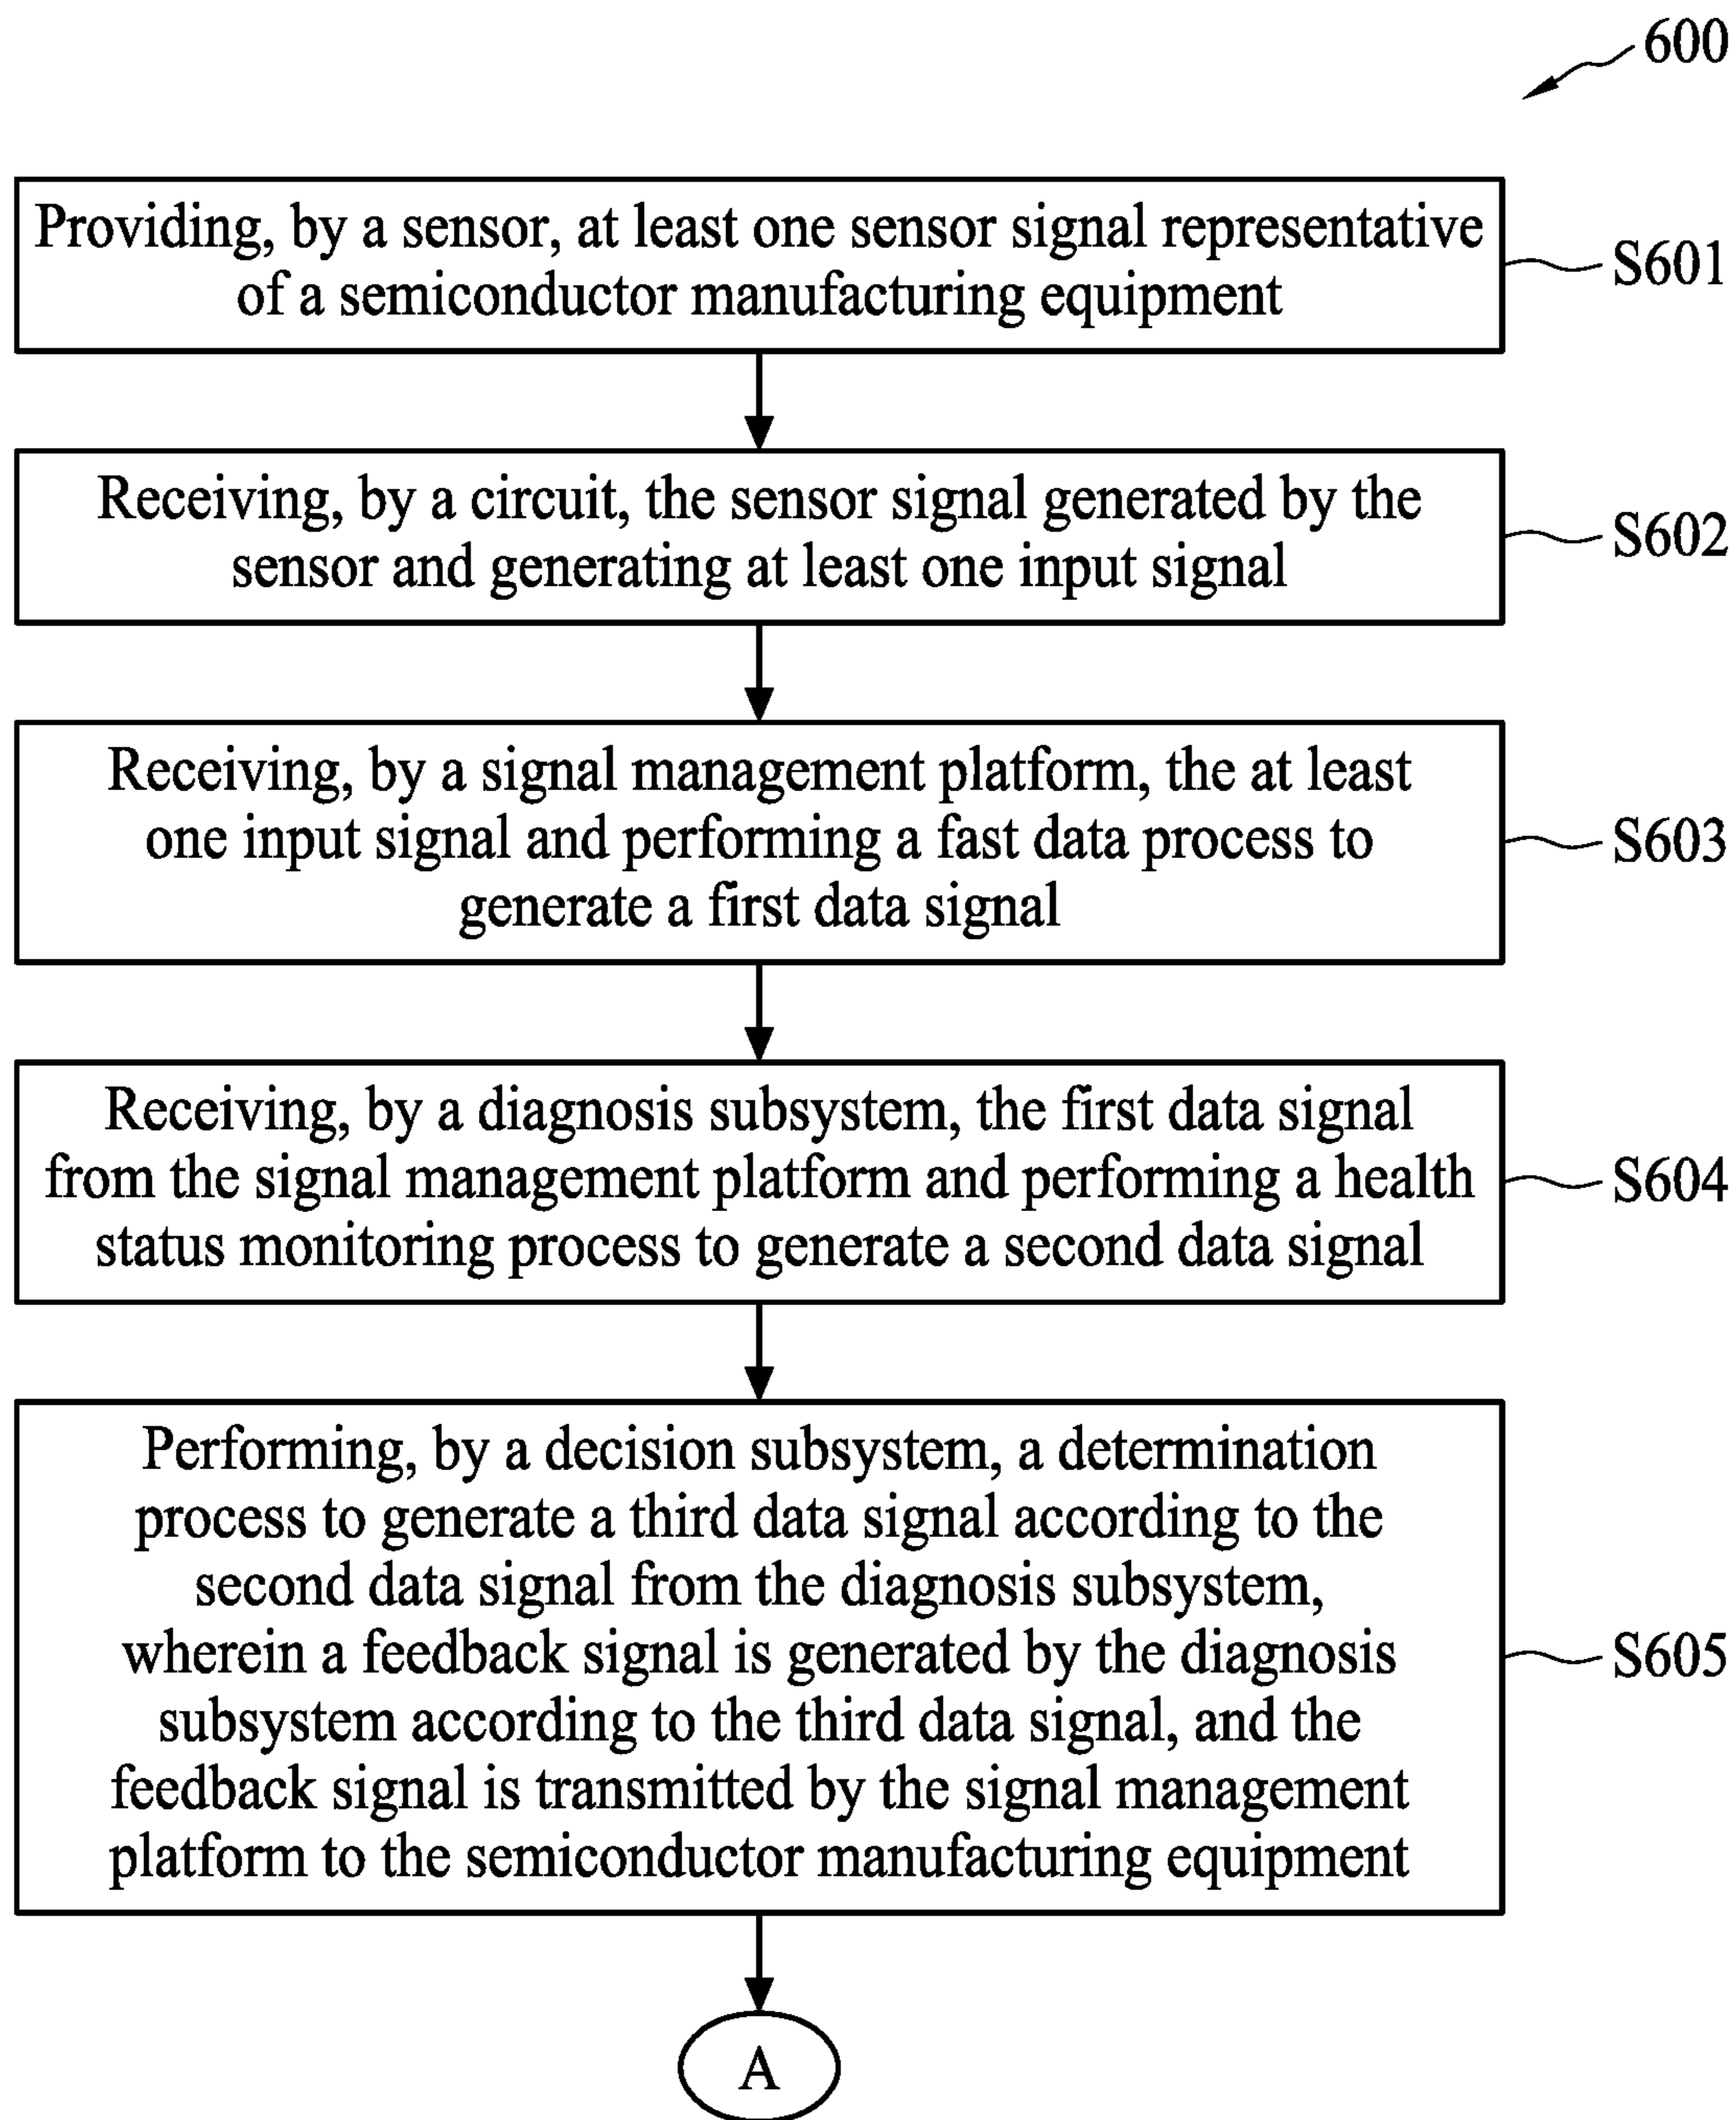 600
Providing, by a sensor, at least one sensor signal representative
of a semiconductor manufacturing equipment
S601
Receiving, by a circuit, the sensor signal generated by the
sensor and generating at least one input signal
S602
Receiving, by a signal management platform, the at least
one input signal and performing a fast data process to
generate a first data signal
S603
Receiving, by a diagnosis subsystem, the first data signal
from the signal management platform and performing a health
status monitoring process to generate a second data signal
S604
Performing, by a decision subsystem, a determination
process to generate a third data signal according to the
second data signal from the diagnosis subsystem,
wherein a feedback signal is generated by the diagnosis
subsystem according to the third data signal, and the
feedback signal is transmitted by the signal management
platform to the semiconductor manufacturing equipment
S605
A